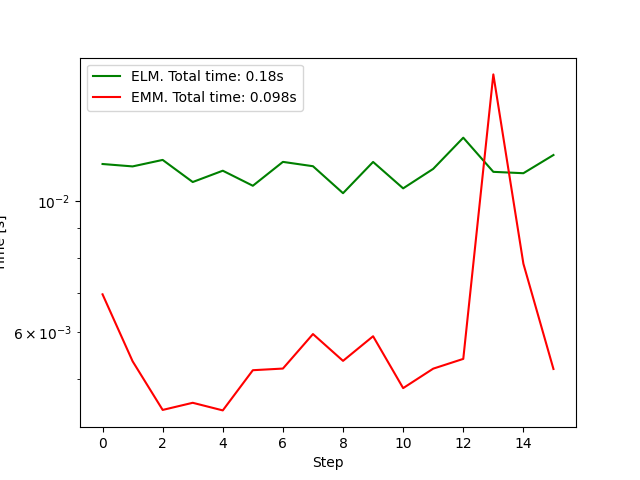 ELM. Total time: 0.18s
EMM. Total time: 0.098s
10⁻²
6 × 10⁻³
[s]
0 2 4 6 8 10 12 14
Step